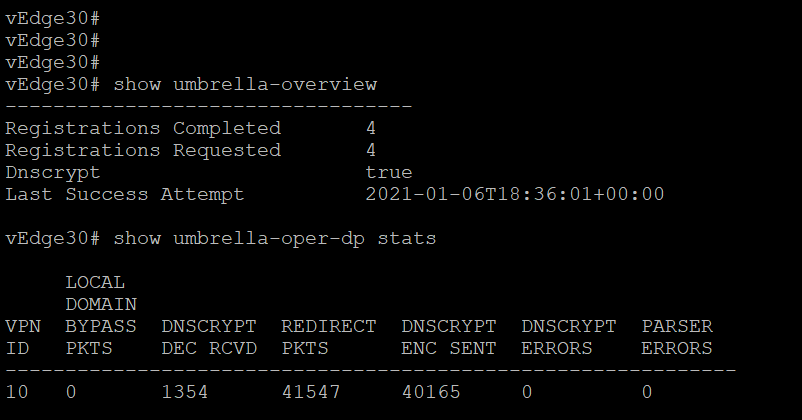 vEdge30#
vEdge30#
vEdge30#
vEdge30# show umbrella-overview
----------------------------------
Registrations Completed       4
Registrations Requested       4
Dnscrypt                      true
Last Success Attempt          2021-01-06T18:36:01+00:00

vEdge30# show umbrella-oper-dp stats

     LOCAL
     DOMAIN
VPN  BYPASS  DNSCRYPT  REDIRECT  DNSCRYPT  DNSCRYPT  PARSER
ID   PKTS    DEC RCVD  PKTS      ENC SENT  ERRORS    ERRORS
-------------------------------------------------------------
10   0       1354      41547     40165     0         0